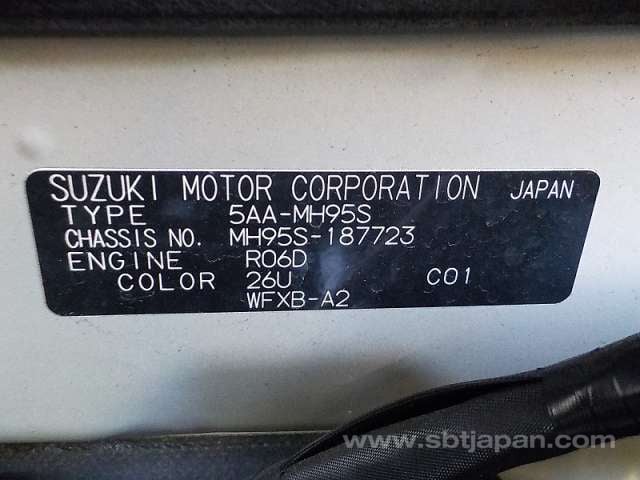 SUZUKI MOTOR CORPORATION JAPAN
TYPE 5AA-MH95S
CHASSIS NO. MH95S-187723
ENGINE R06D
COLOR 26U C01
WFXB-A2
www.sbtjapan.com